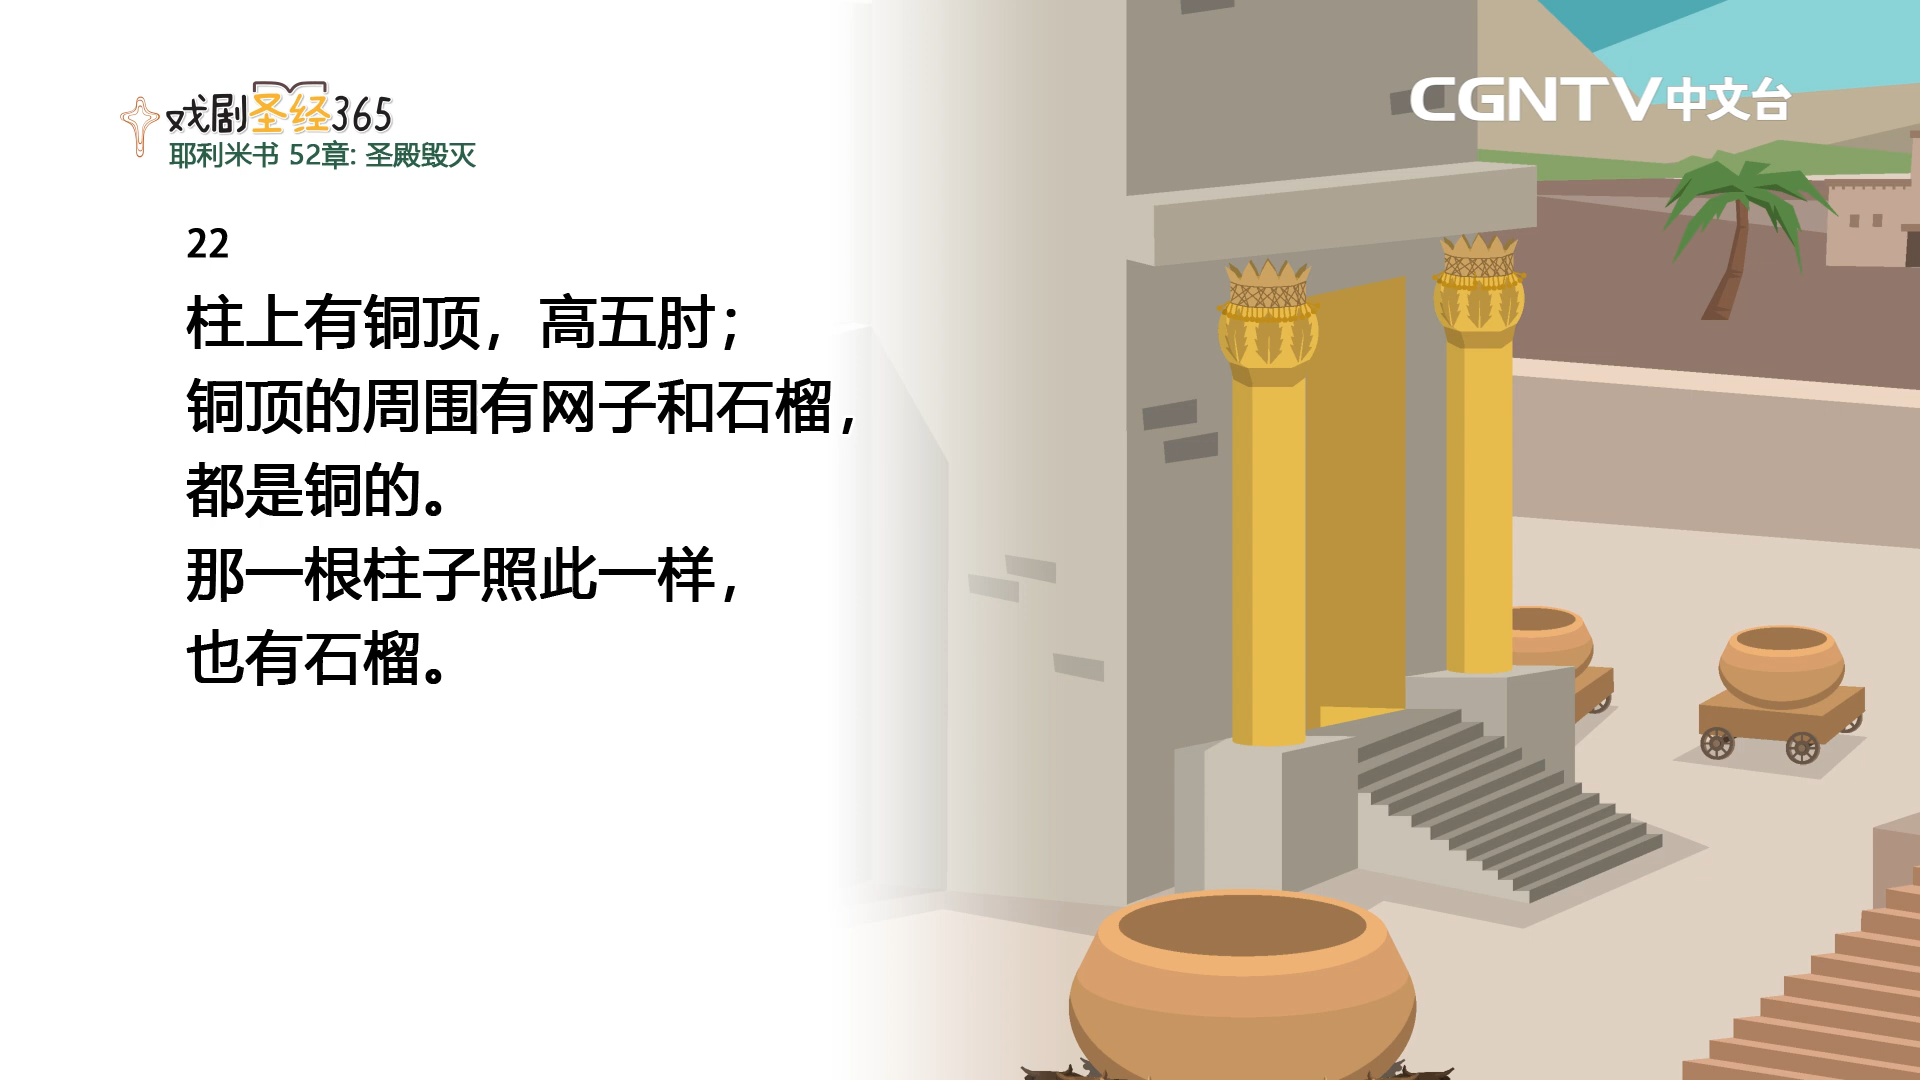 戏剧圣经365
耶利米书 52章: 圣殿毁灭
CGNTV中文台
22
柱上有铜顶，高五肘；
铜顶的周围有网子和石榴，
都是铜的。
那一根柱子照此一样，
也有石榴。